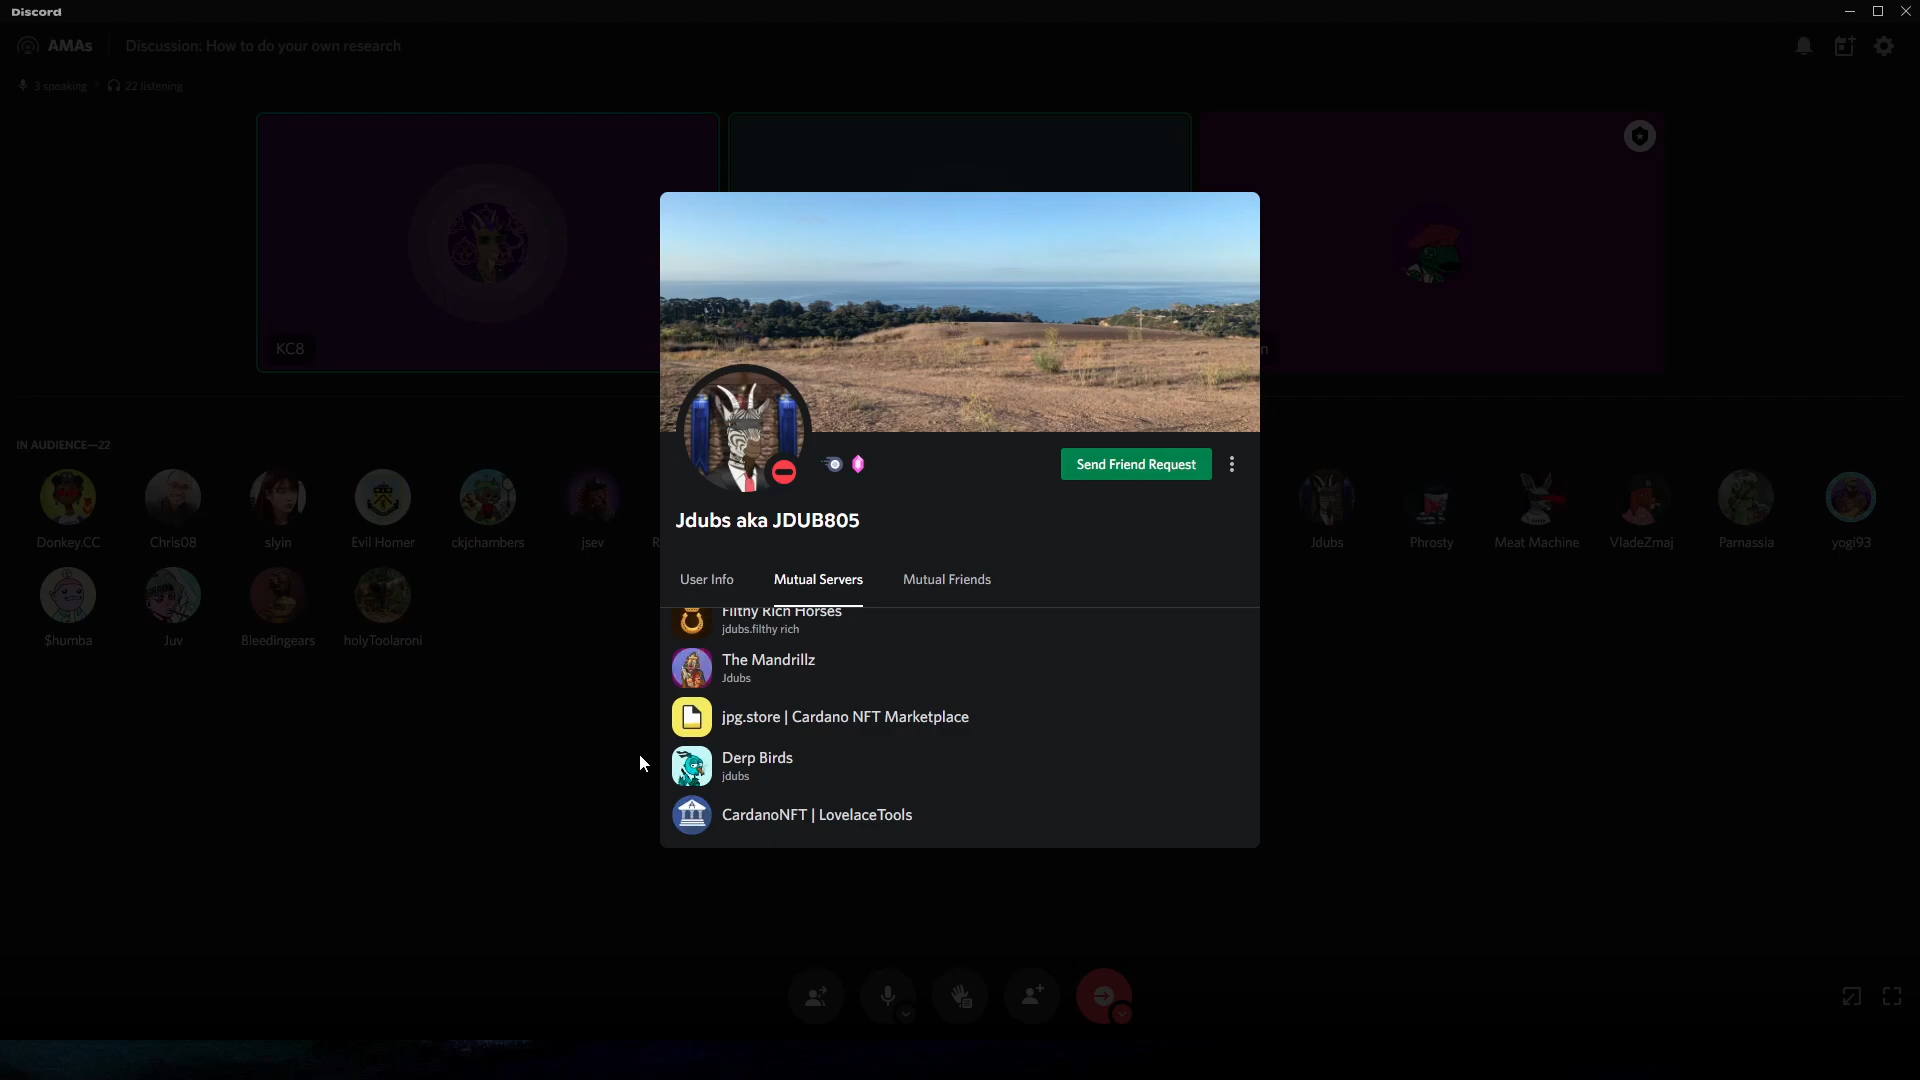 Discord
AMAs
Discussion: How to do your own research
3 speaking
22 listening
KC8
n
Jdubs aka JDUB805
Send Friend Request
User Info
Mutual Servers
Mutual Friends
Filthy Rich Horses
jdubs.filthy rich
The Mandrillz
Jdubs
jpg.store | Cardano NFT Marketplace
Derp Birds
jdubs
CardanoNFT | LovelaceTools
IN AUDIENCE—22
Donkey.CC
Chris08
slyin
Evil Homer
ckjchambers
jsev
R
Jdubs
Phrosty
Meat Machine
VladeZmaj
Parnassia
yogi93
$humba
Juv
Bleedingears
holyToolaroni